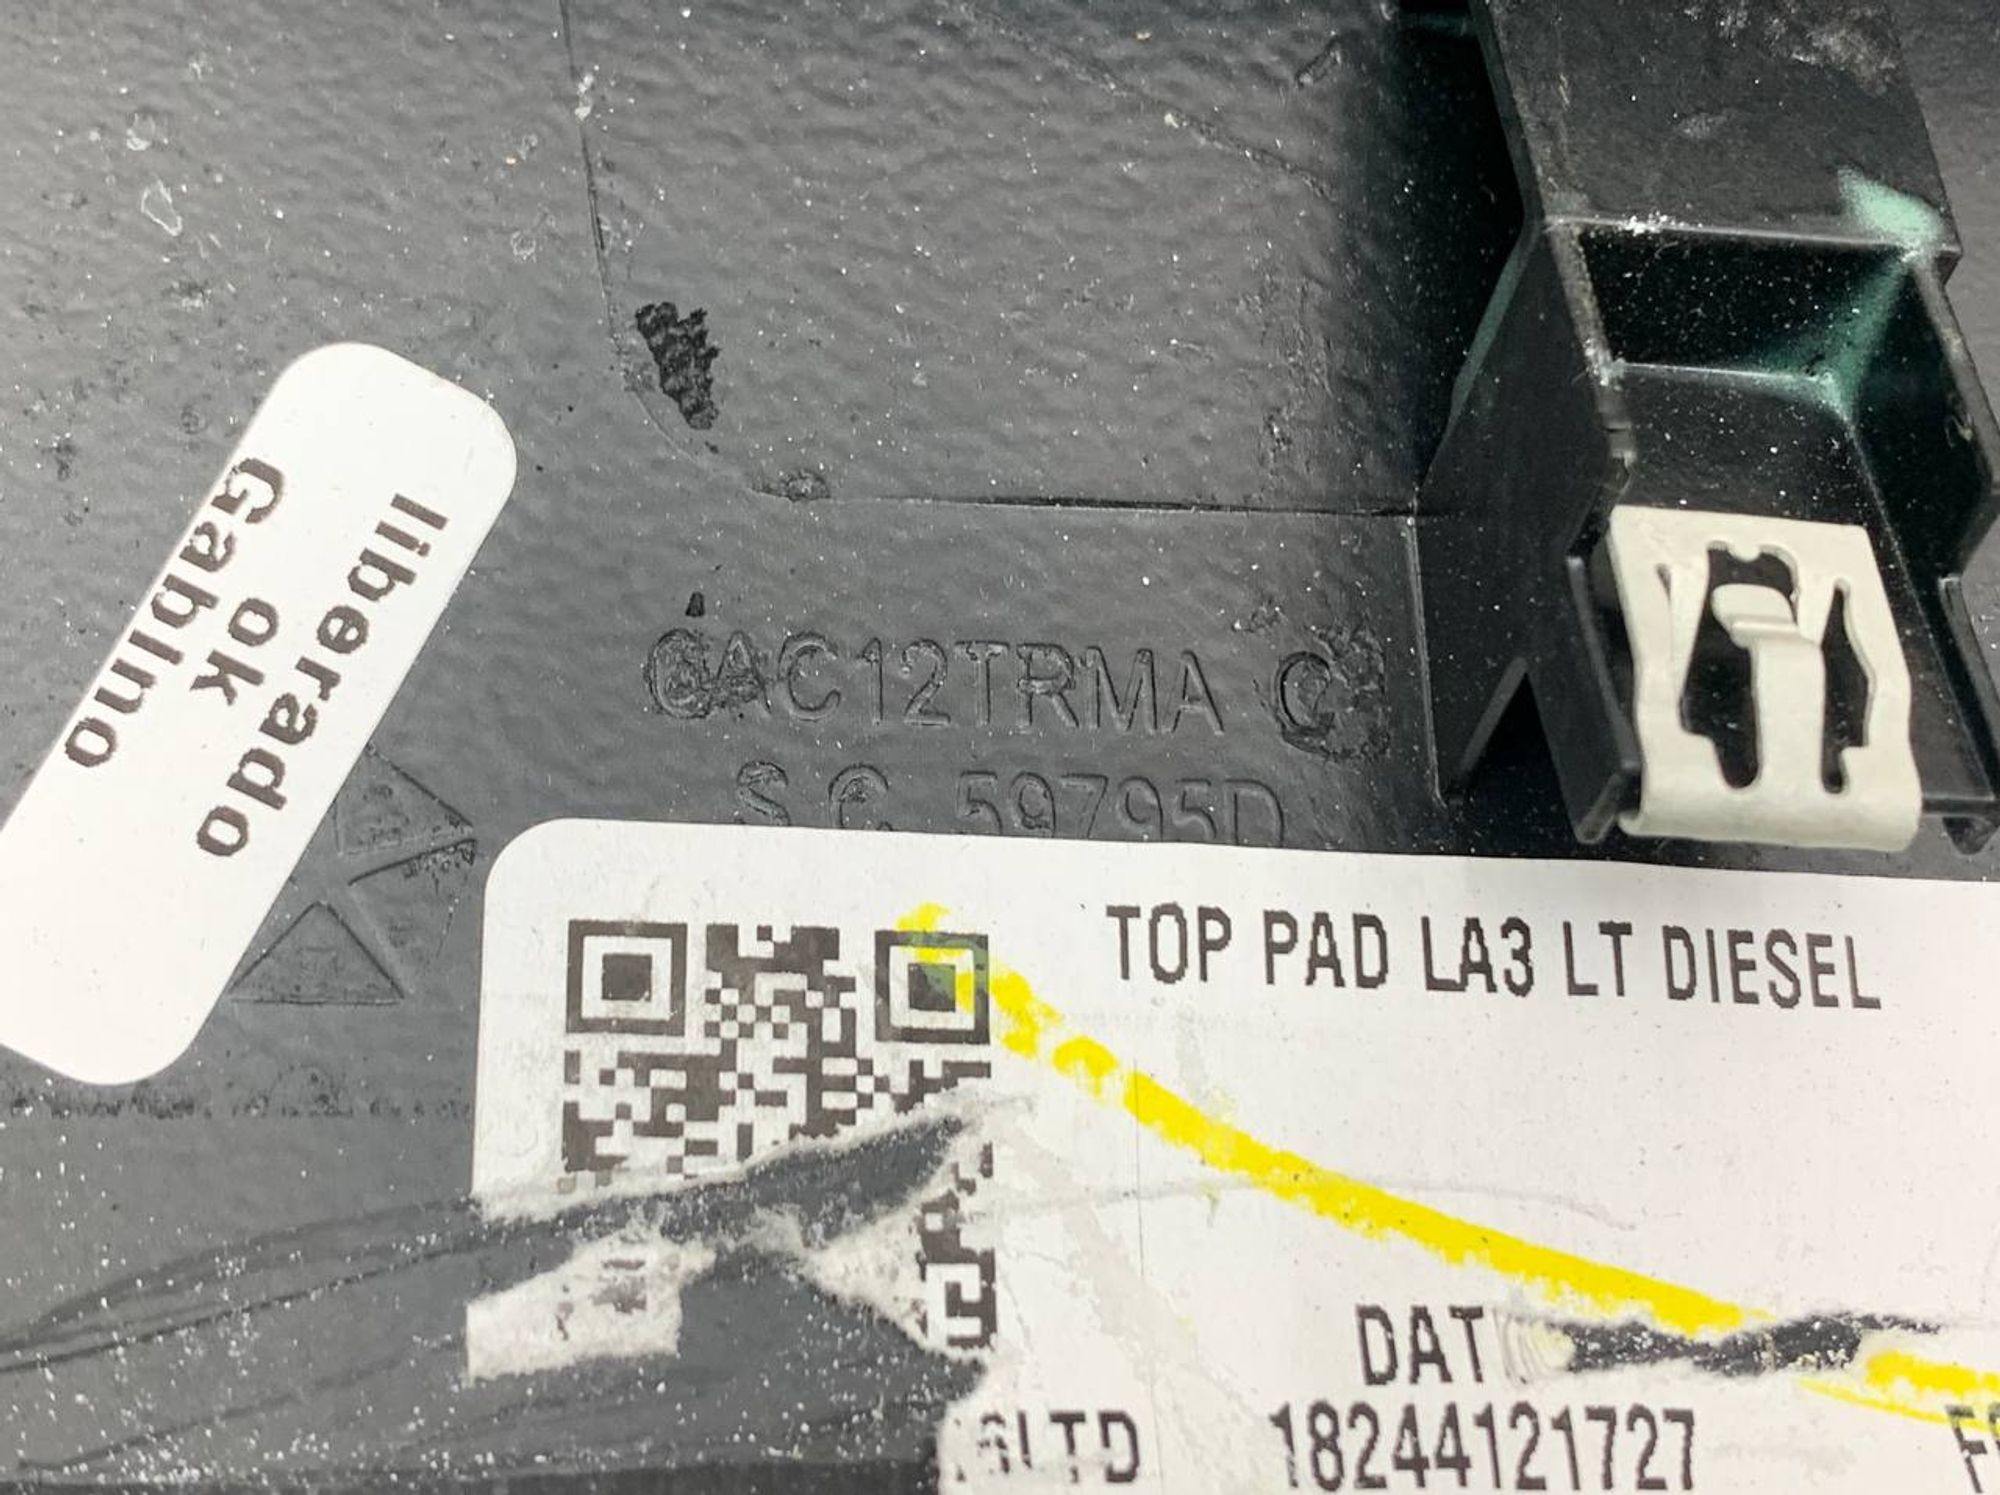 liberado
ok
Gablno
CAC12TRMA C
S.C. 59795D
TOP PAD LA3 LT DIESEL
DAT
LTD 18244121727